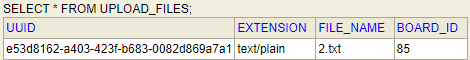 SELECT * FROM UPLOAD_FILES;
UUID EXTENSION FILE_NAME BOARD_ID
e53d8162-a403-423f-b683-0082d869a7a1 text/plain 2.txt 85